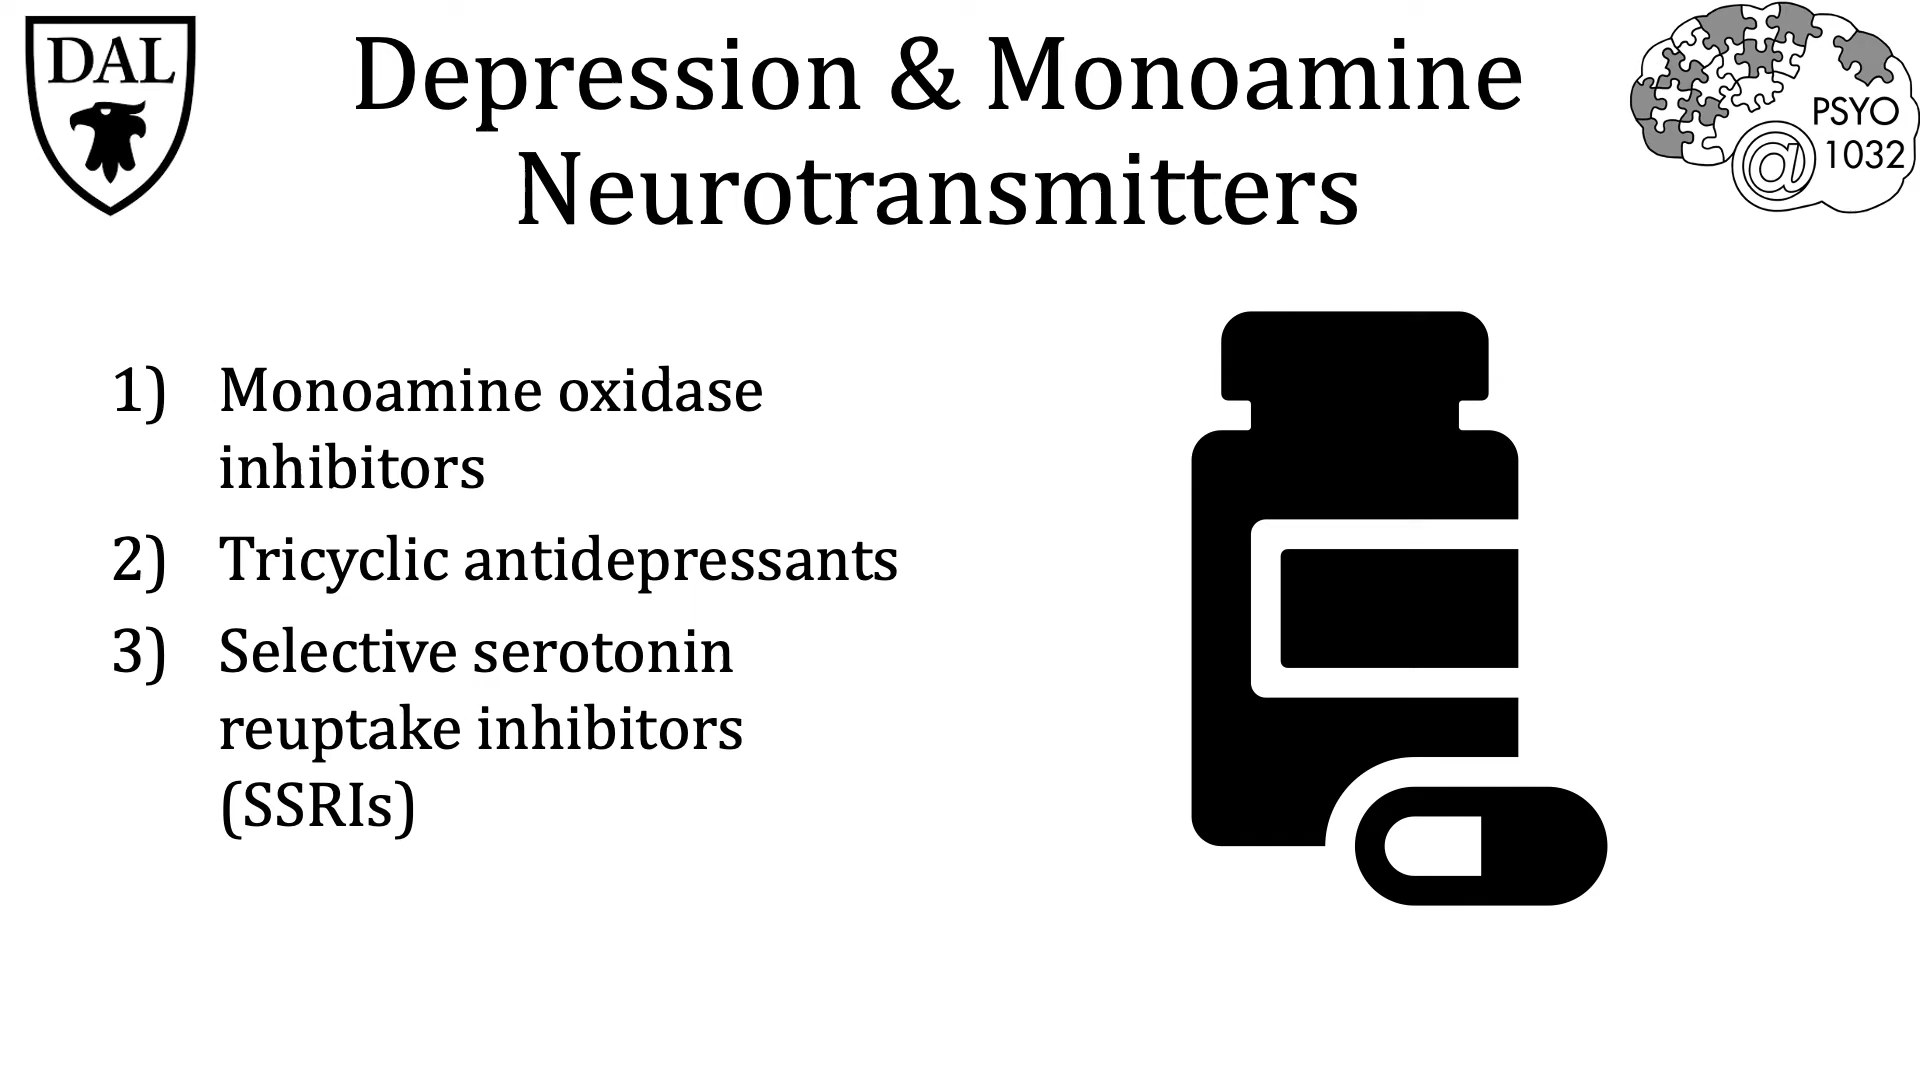 DAL
Depression & Monoamine
Neurotransmitters
PSYO
@ 1032
1) Monoamine oxidase
inhibitors
2) Tricyclic antidepressants
3) Selective serotonin
reuptake inhibitors
(SSRIs)